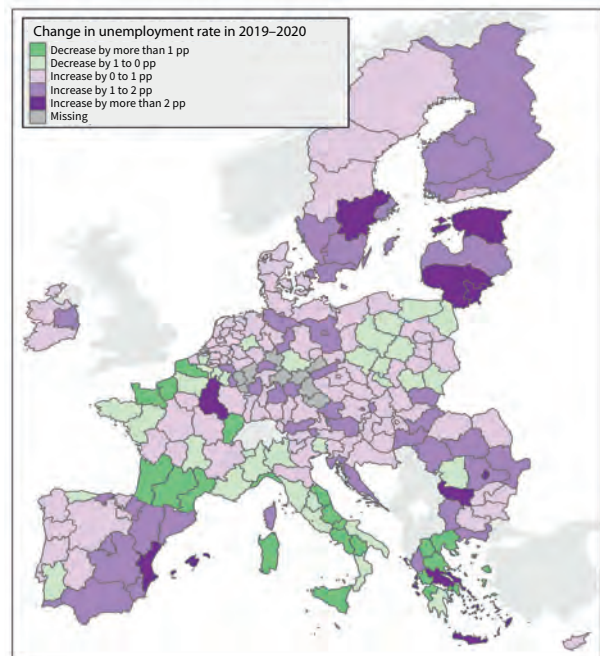 Change in unemployment rate in 2019–2020
Decrease by more than 1 pp
Decrease by 1 to 0 pp
Increase by 0 to 1 pp
Increase by 1 to 2 pp
Increase by more than 2 pp
Missing